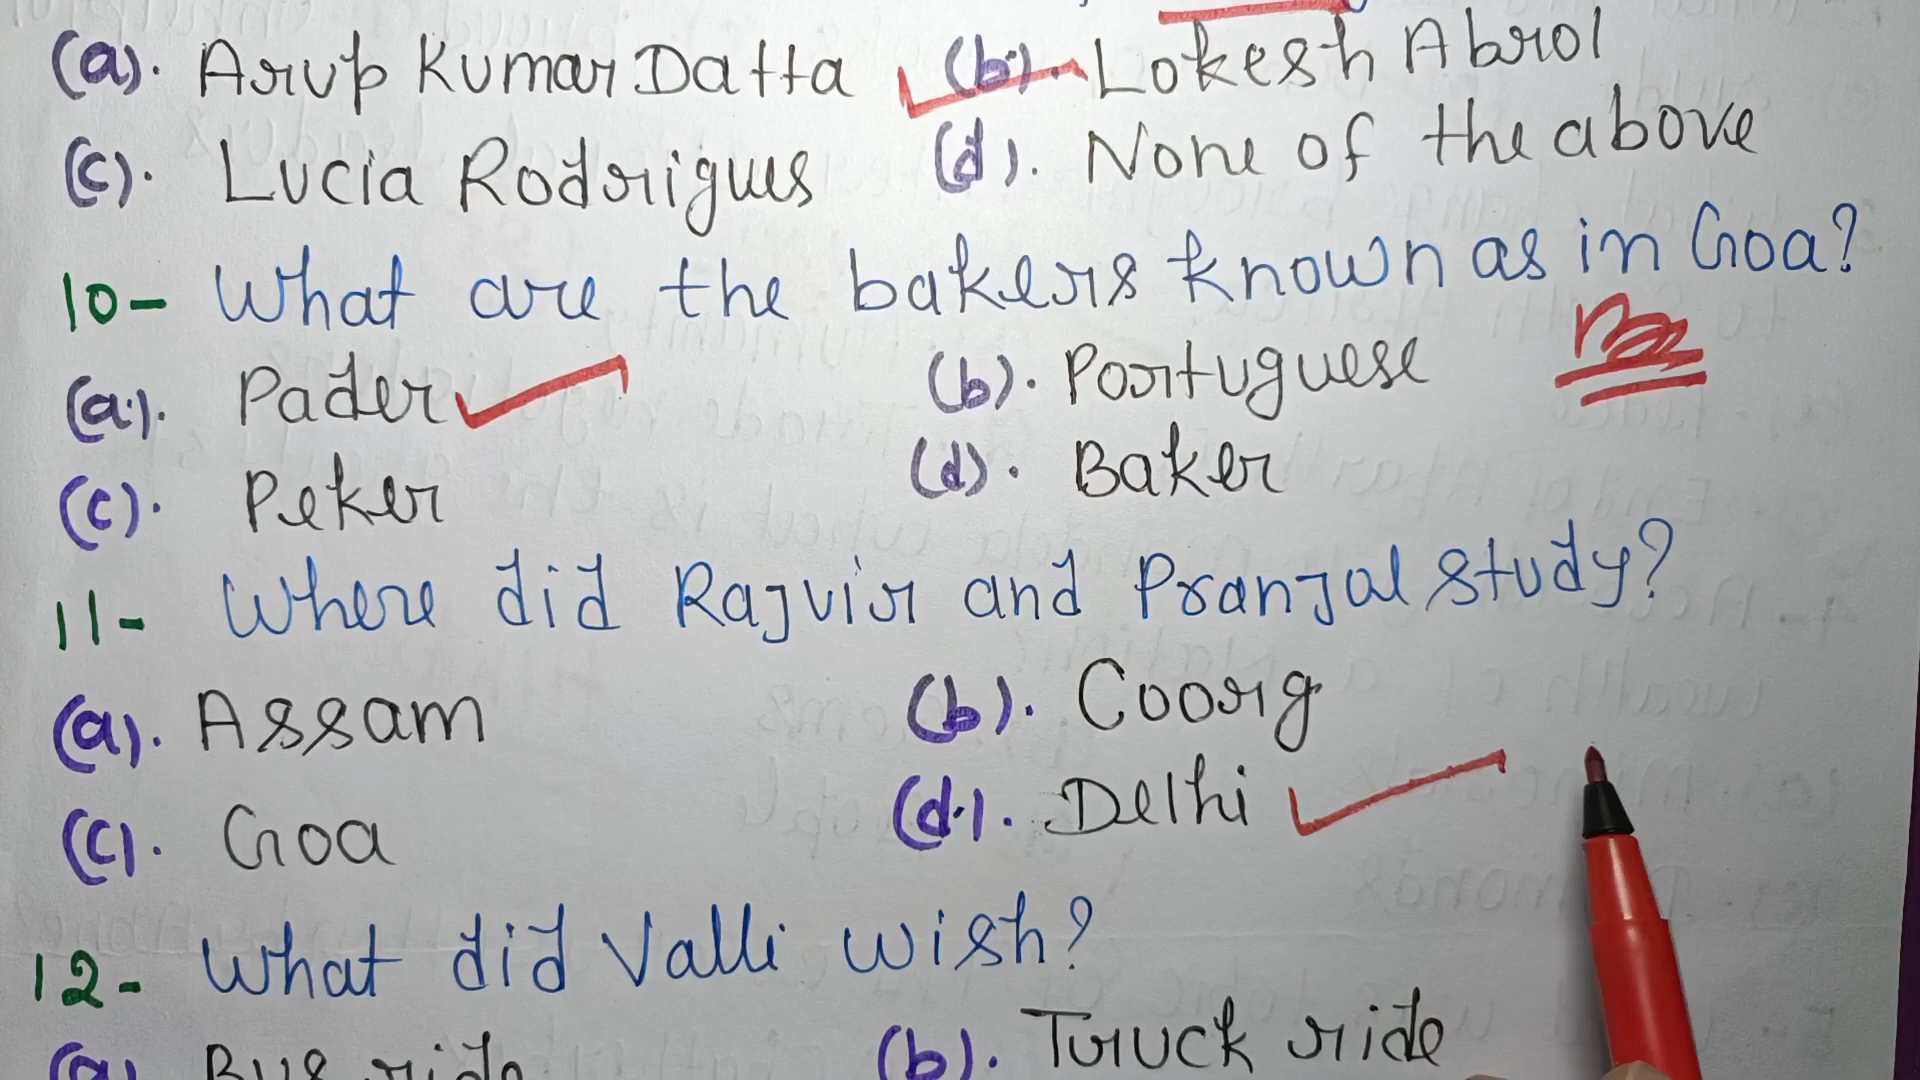 (a). Arup Kumar Datta (b). Lokesh Abrol
(c). Lucia Rodrigues (d). None of the above
10- What are the bakers known as in Goa?
(a). Pader (b). Portuguese
(c). Peker (d). Baker
11- Where did Rajvir and Pranjal study?
(a). Assam (b). Coorg
(c). Goa (d). Delhi
12- What did Valli wish?
(a) Bus ride (b). Truck ride